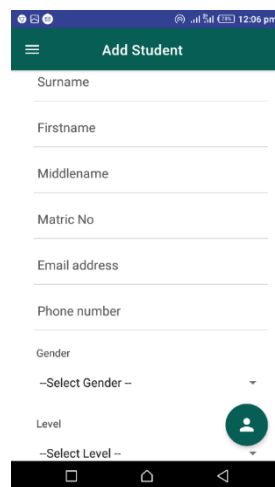 12:06 pm
Add Student
Surname
Firstname
Middlename
Matric No
Email address
Phone number
Gender
--Select Gender --
Level
--Select Level --